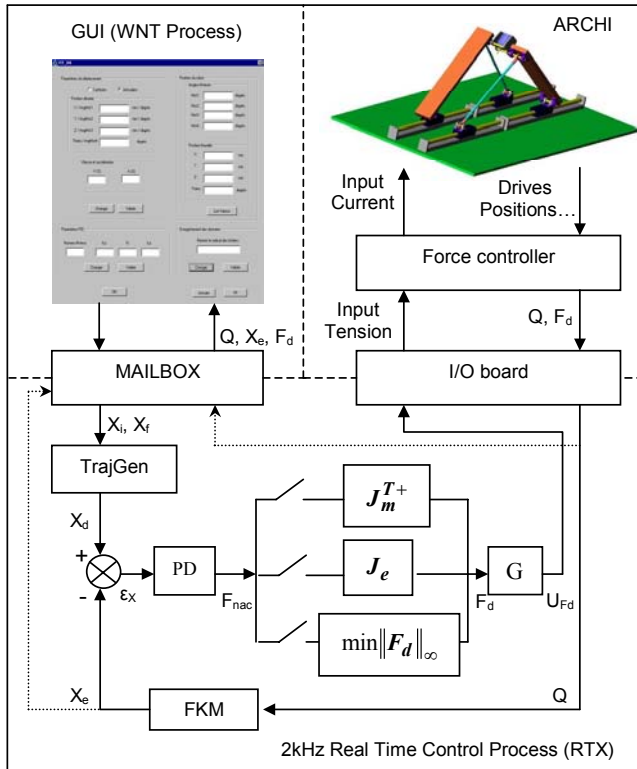 GUI (WNT Process)
ARCHI
Input
Current
Drives
Positions…
Force controller
Input
Tension
Q, F_d
Q, X_e, F_d
MAILBOX
I/O board
X_i, X_f
TrajGen
X_d
+
-
ε_X
PD
F_nac
J_m^T+
J_e
min‖F_d‖_∞
F_d
G
U_Fd
X_e
FKM
Q
2kHz Real Time Control Process (RTX)